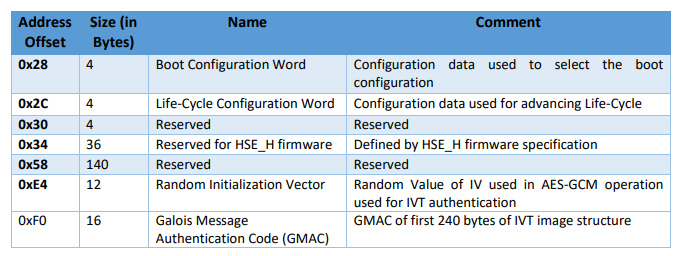 Address Offset Size (in Bytes) Name Comment
0x28 4 Boot Configuration Word Configuration data used to select the boot configuration
0x2C 4 Life-Cycle Configuration Word Configuration data used for advancing Life-Cycle
0x30 4 Reserved Reserved
0x34 36 Reserved for HSE_H firmware Defined by HSE_H firmware specification
0x58 140 Reserved Reserved
0xE4 12 Random Initialization Vector Random Value of IV used in AES-GCM operation used for IVT authentication
0xF0 16 Galois Message Authentication Code (GMAC) GMAC of first 240 bytes of IVT image structure